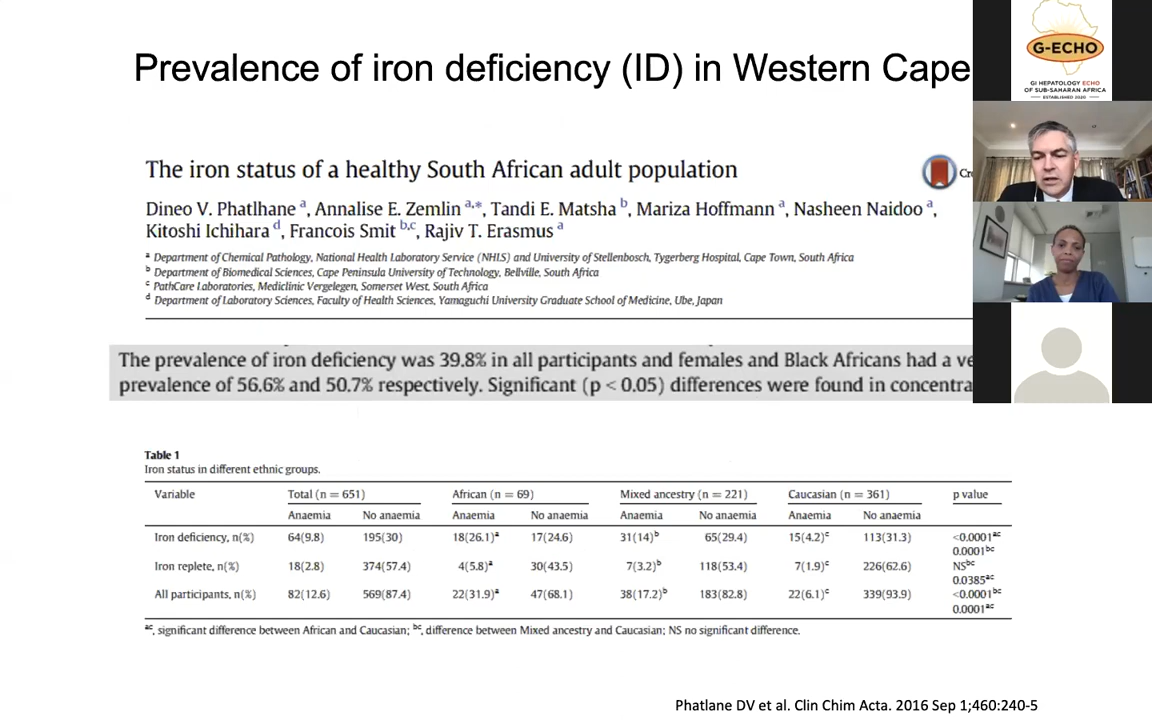 Prevalence of iron deficiency (ID) in Western Cape
G-ECHO
GI HEPATOLOGY ECHO
OF SUB-SAHARAN AFRICA
ESTABLISHED 2020
The iron status of a healthy South African adult population
Dineo V. Phatlhane a, Annalise E. Zemlin a,*, Tandi E. Matsha b, Mariza Hoffmann a, Nasheen Naidoo a,
Kitoshi Ichihara d, Francois Smit b,c, Rajiv T. Erasmus a
a Department of Chemical Pathology, National Health Laboratory Service (NHLS) and University of Stellenbosch, Tygerberg Hospital, Cape Town, South Africa
b Department of Biomedical Sciences, Cape Peninsula University of Technology, Bellville, South Africa
c PathCare Laboratories, Mediclinic Vergelegen, Somerset West, South Africa
d Department of Laboratory Sciences, Faculty of Health Sciences, Yamaguchi University Graduate School of Medicine, Ube, Japan
The prevalence of iron deficiency was 39.8% in all participants and females and Black Africans had a ve
prevalence of 56.6% and 50.7% respectively. Significant (p < 0.05) differences were found in concentra
Table 1
Iron status in different ethnic groups.
Variable Total (n = 651) African (n = 69) Mixed ancestry (n = 221) Caucasian (n = 361) p value
Anaemia No anaemia Anaemia No anaemia Anaemia No anaemia Anaemia No anaemia
Iron deficiency, n(%) 64(9.8) 195(30) 18(26.1)a 17(24.6) 31(14)b 65(29.4) 15(4.2)c 113(31.3) <0.0001ac
0.0001bc
Iron replete, n(%) 18(2.8) 374(57.4) 4(5.8)a 30(43.5) 7(3.2)b 118(53.4) 7(1.9)c 226(62.6) NSbc
0.0385ac
All participants, n(%) 82(12.6) 569(87.4) 22(31.9)a 47(68.1) 38(17.2)b 183(82.8) 22(6.1)c 339(93.9) <0.0001bc
0.0001ac
ac, significant difference between African and Caucasian; bc, difference between Mixed ancestry and Caucasian; NS no significant difference.
Phatlane DV et al. Clin Chim Acta. 2016 Sep 1;460:240-5